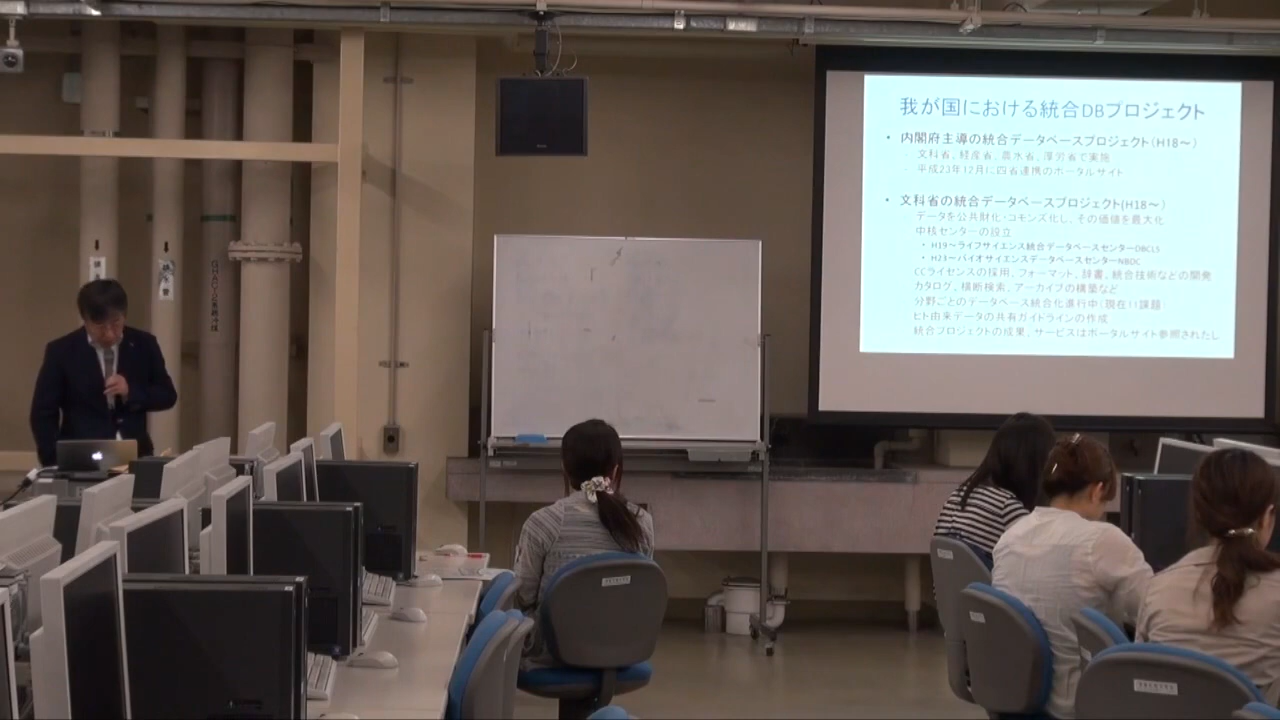 我が国における統合DBプロジェクト
• 内閣府主導の統合データベースプロジェクト(H18～)
– 文科省、経産省、農水省、厚労省で実施
– 平成23年12月に四省連携のポータルサイト
• 文科省の統合データベースプロジェクト(H18～)
データを公共財化・コモンズ化し、その価値を最大化
中核センターの設立
• H19～ライフサイエンス統合データベースセンターDBCLS
• H23～バイオサイエンスデータベースセンターNBDC
CCライセンスの採用、フォーマット、辞書、統合技術などの開発
カタログ、横断検索、アーカイブの構築など
分野ごとのデータベース統合化進行中(現在11課題)
ヒト由来データの共有ガイドラインの作成
統合プロジェクトの成果、サービスはポータルサイト参照されたし